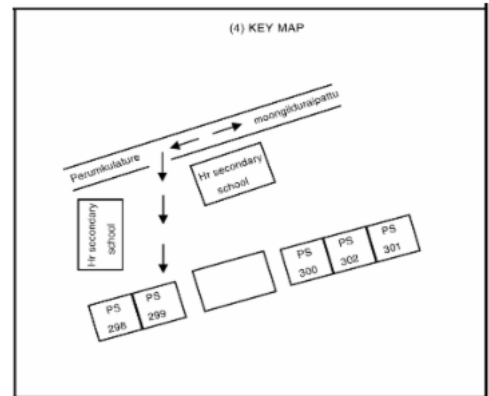 (4) KEY MAP
moongilduraipattu
Perumkulature
Hr secondary
school
Hr secondary
school
PS
300
PS
302
PS
301
PS
298
PS
299